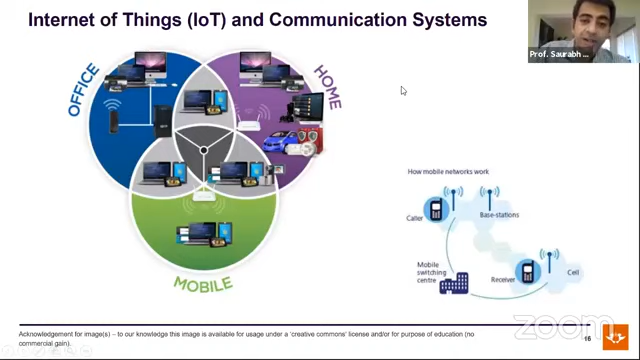 Internet of Things (IoT) and Communication Systems
Prof. Saurabh
OFFICE
HOME
MOBILE
How mobile networks work
Caller
Base-stations
Mobile
switching
centre
Receiver
Cell
zoom
Acknowledgement for image(s) – to our knowledge this image is available for usage under a 'creative commons' license and/or for purpose of education (no
commercial gain).
16